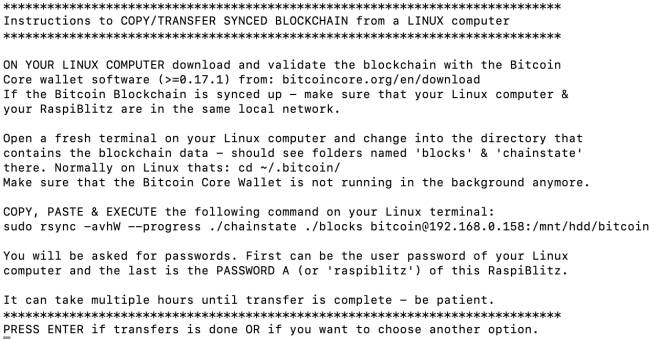 ******************************************************************************
Instructions to COPY/TRANSFER SYNCED BLOCKCHAIN from a LINUX computer
******************************************************************************
ON YOUR LINUX COMPUTER download and validate the blockchain with the Bitcoin
Core wallet software (>=0.17.1) from: bitcoincore.org/en/download
If the Bitcoin Blockchain is synced up – make sure that your Linux computer &
your RaspiBlitz are in the same local network.
Open a fresh terminal on your Linux computer and change into the directory that
contains the blockchain data – should see folders named 'blocks' & 'chainstate'
there. Normally on Linux thats: cd ~/.bitcoin/
Make sure that the Bitcoin Core Wallet is not running in the background anymore.
COPY, PASTE & EXECUTE the following command on your Linux terminal:
sudo rsync -avhW --progress ./chainstate ./blocks bitcoin@192.168.0.158:/mnt/hdd/bitcoin
You will be asked for passwords. First can be the user password of your Linux
computer and the last is the PASSWORD A (or 'raspiblitz') of this RaspiBlitz.
It can take multiple hours until transfer is complete – be patient.
******************************************************************************
PRESS ENTER if transfers is done OR if you want to choose another option.